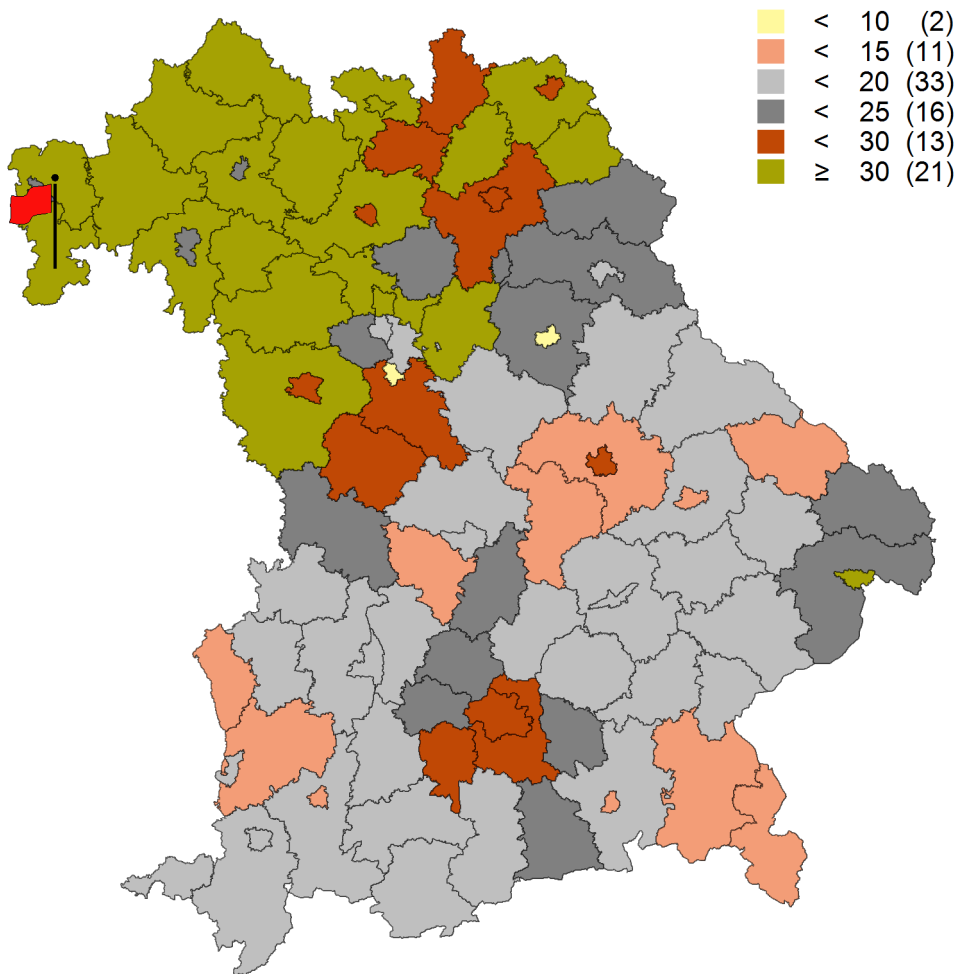 < 10 (2)
< 15 (11)
< 20 (33)
< 25 (16)
< 30 (13)
≥ 30 (21)